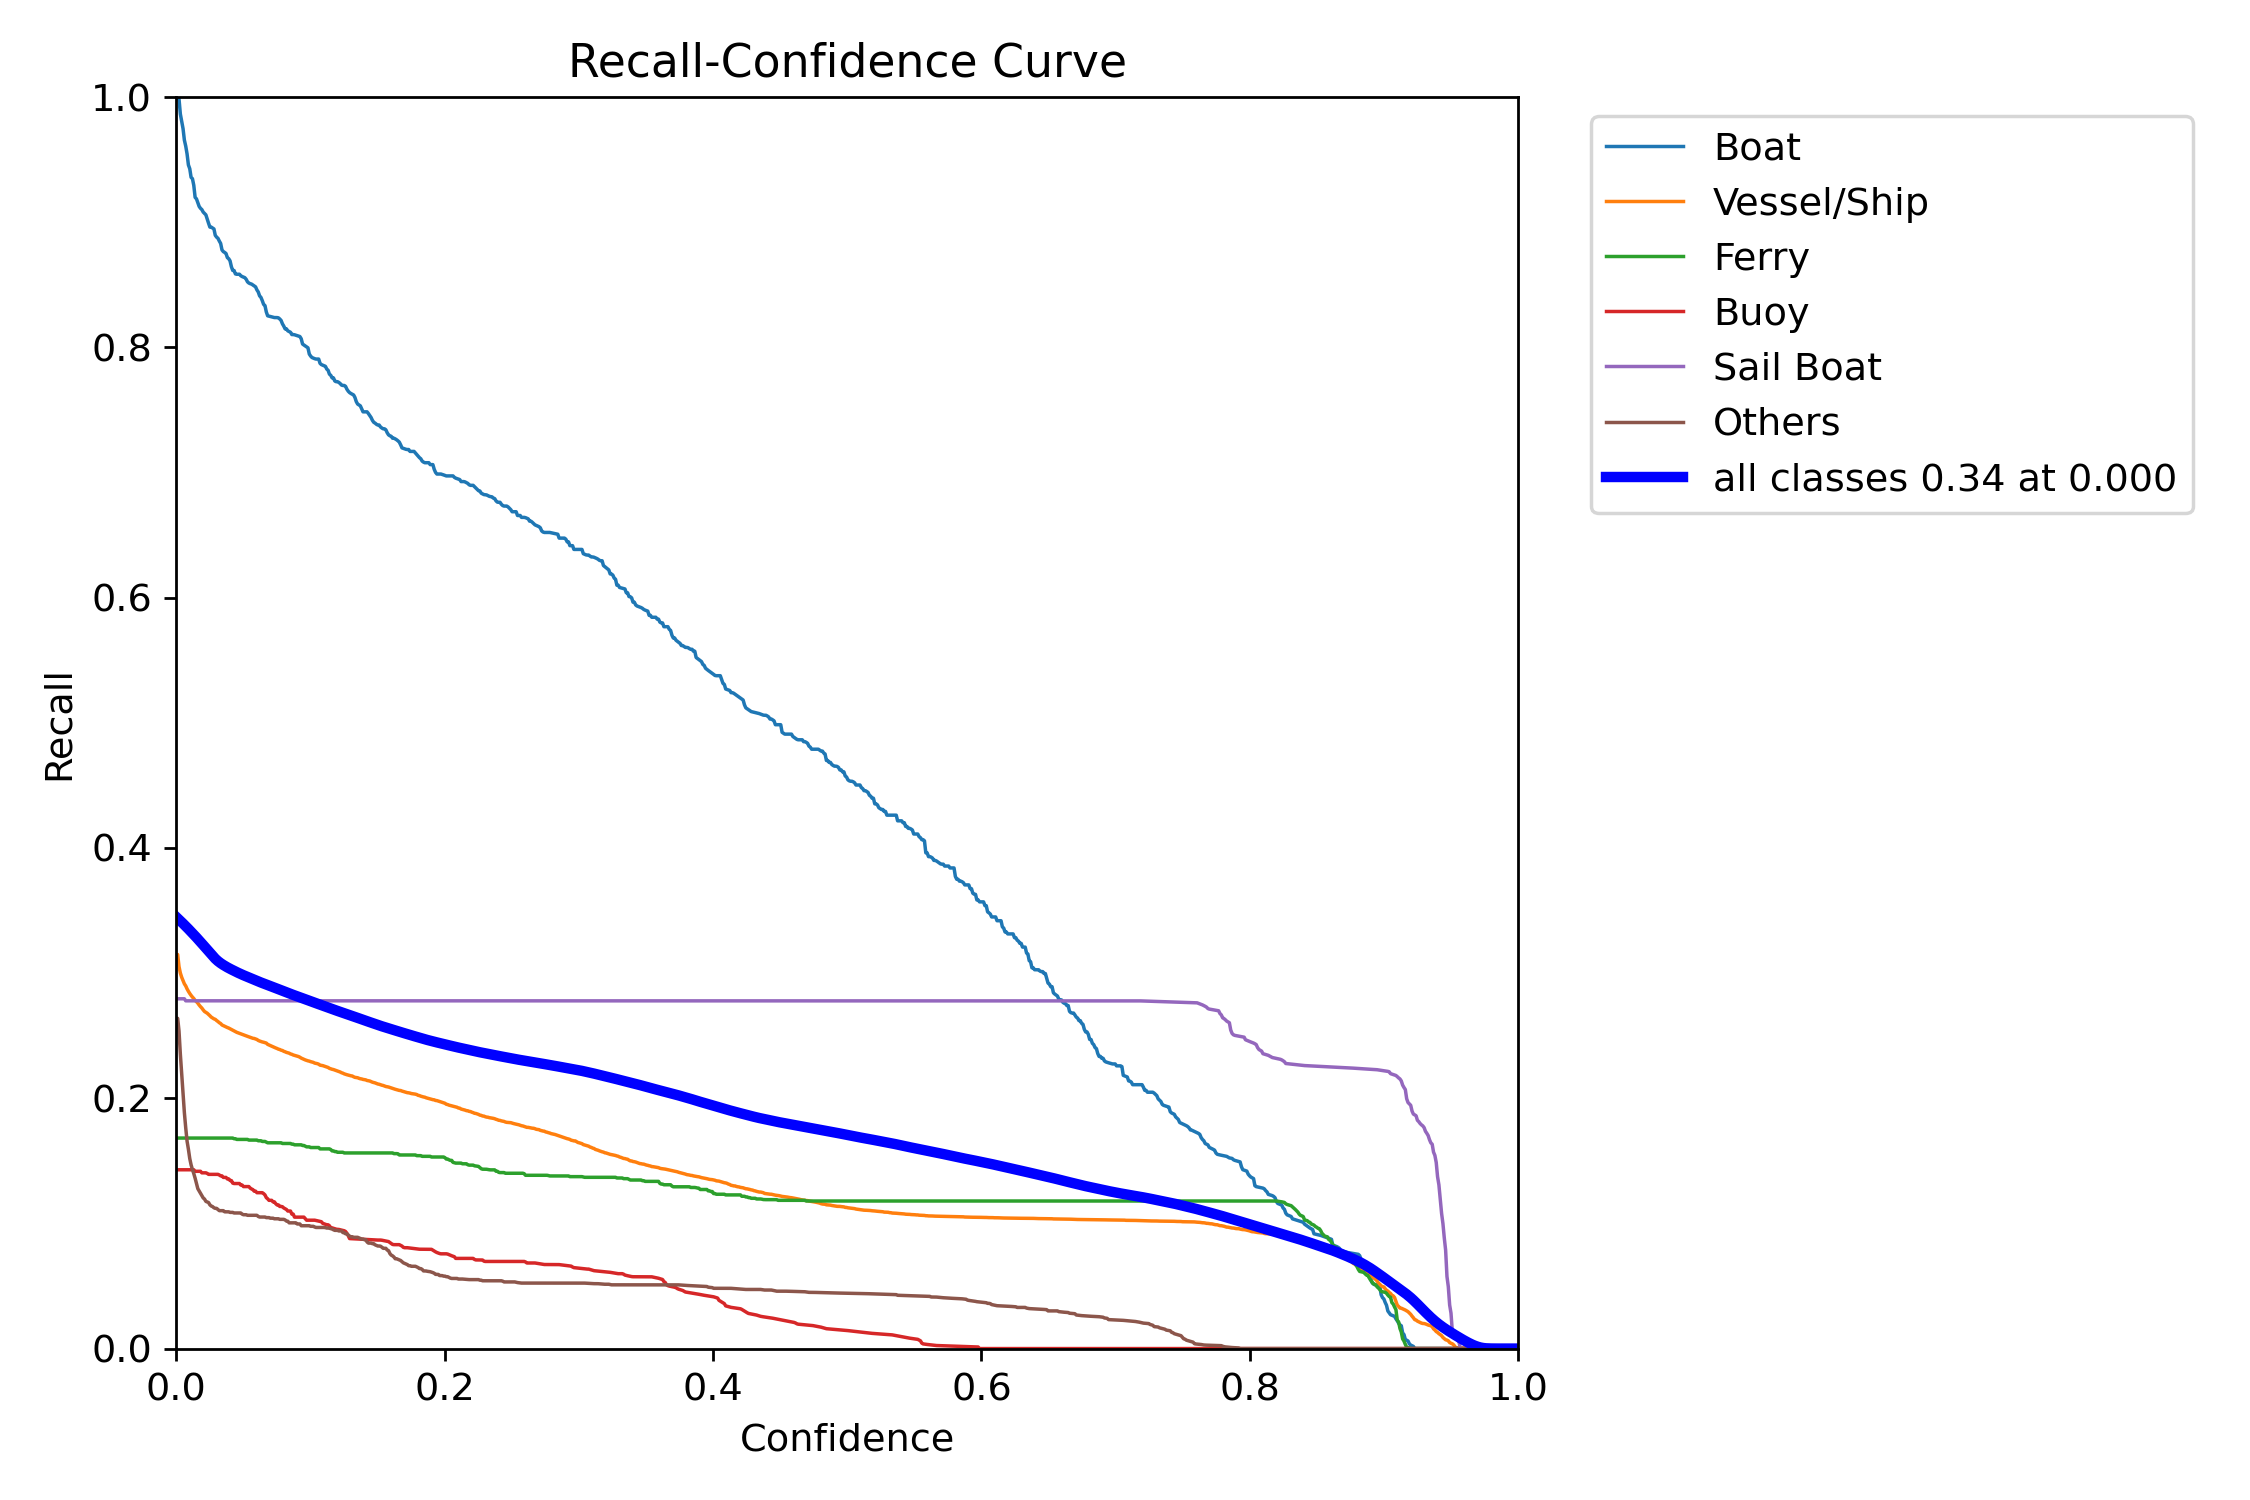 Recall-Confidence Curve
1.0
0.8
0.6
0.4
0.2
0.0
Recall
0.0 0.2 0.4 0.6 0.8 1.0
Confidence
Boat
Vessel/Ship
Ferry
Buoy
Sail Boat
Others
all classes 0.34 at 0.000